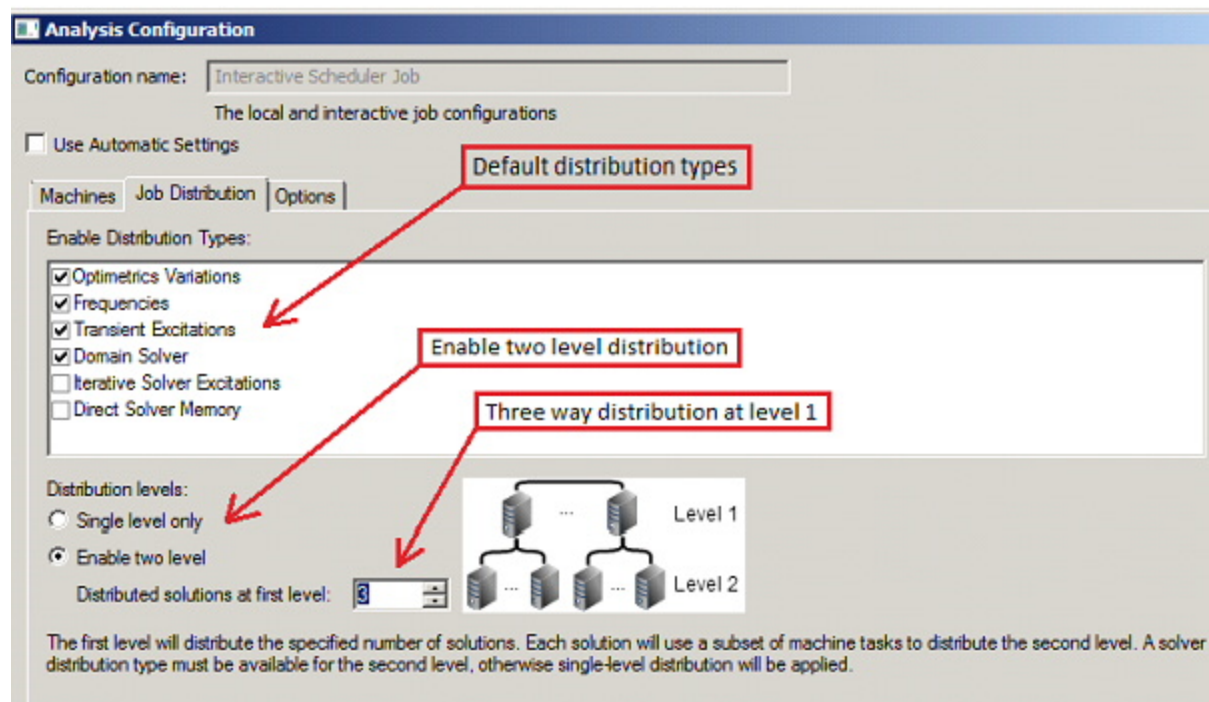 Analysis Configuration
Configuration name: Interactive Scheduler Job
The local and interactive job configurations
Use Automatic Settings
Default distribution types
Machines Job Distribution Options
Enable Distribution Types:
Optimetrics Variations
Frequencies
Transient Excitations
Enable two level distribution
Domain Solver
Iterative Solver Excitations
Direct Solver Memory
Three way distribution at level 1
Distribution levels:
Single level only
... Level 1
Enable two level
Distributed solutions at first level: 3
... ... Level 2
The first level will distribute the specified number of solutions. Each solution will use a subset of machine tasks to distribute the second level. A solver
distribution type must be available for the second level, otherwise single-level distribution will be applied.